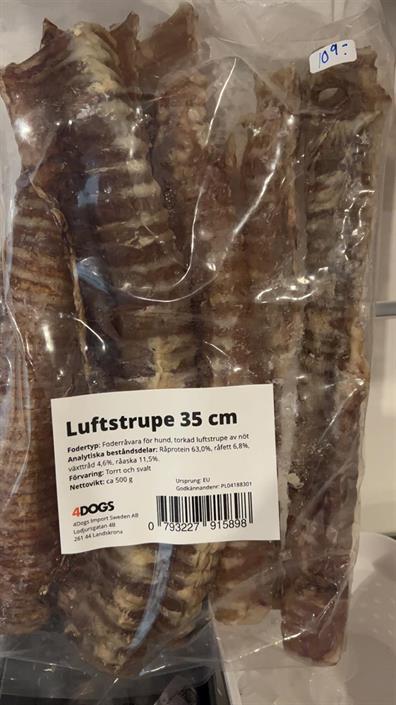 109:-
Luftstrupe 35 cm
Fodertyp: Foderråvara för hund, torkad luftstrupe av nöt
Analytiska beståndsdelar: Råprotein 63,0%, råfett 6,8%,
växttråd 4,6%, råaska 11,5%.
Förvaring: Torrt och svalt
Nettovikt: ca 500 g
Ursprung: EU
Godkännandenr: PL04188301
4DOGS
4Dogs Import Sweden AB
Lodjursgatan 4B
261 44 Landskrona
0 793227 915898